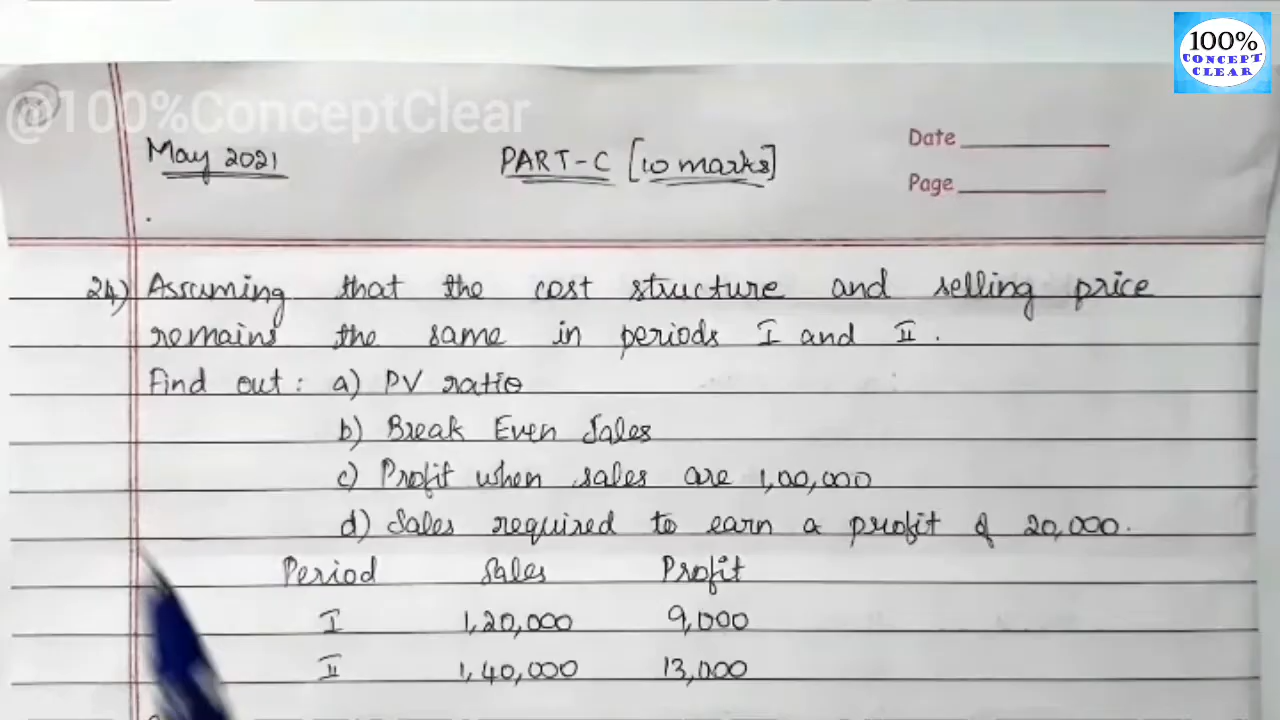 100%
CONCEPT
CLEAR
@100%ConceptClear
May 2021
PART-C [10 marks]
Date
Page
24) Assuming that the cost structure and selling price
remains the same in periods I and II.
Find out: a) PV ratio
b) Break Even Sales
c) Profit when sales are 1,00,000
d) Sales required to earn a profit of 20,000.
Period Sales Profit
I 1,20,000 9,000
II 1,40,000 13,000